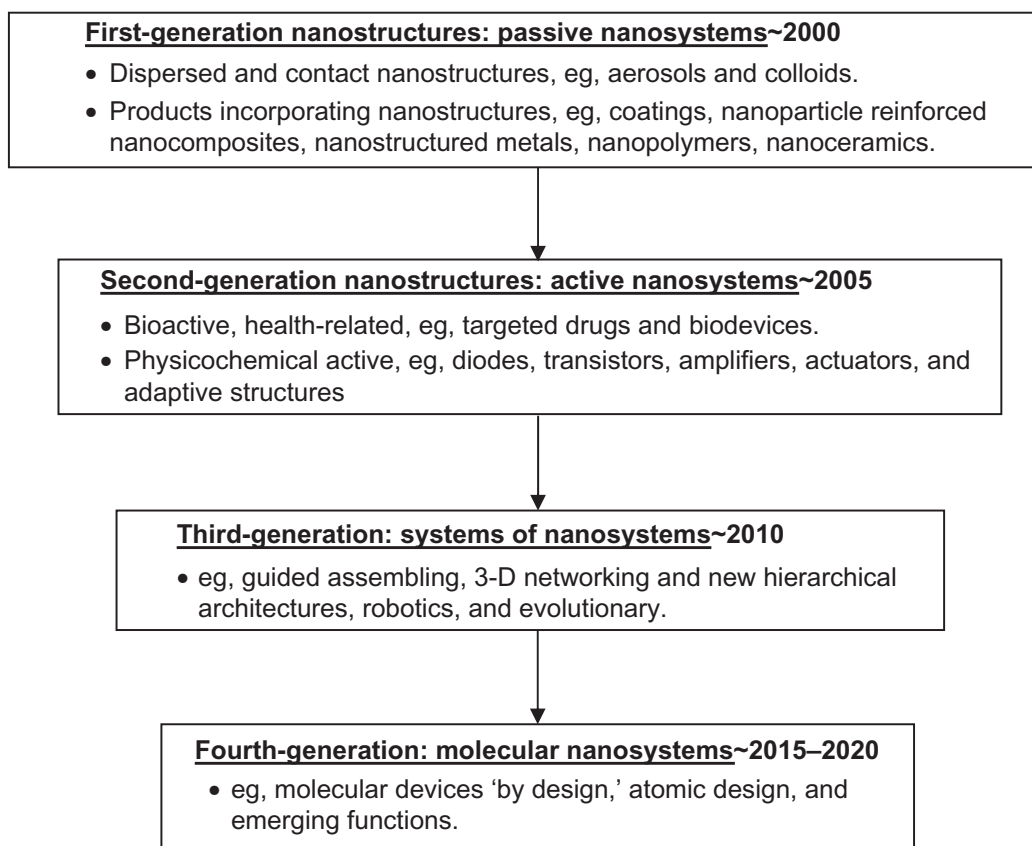 First-generation nanostructures: passive nanosystems~2000
• Dispersed and contact nanostructures, eg, aerosols and colloids.
• Products incorporating nanostructures, eg, coatings, nanoparticle reinforced
nanocomposites, nanostructured metals, nanopolymers, nanoceramics.
Second-generation nanostructures: active nanosystems~2005
• Bioactive, health-related, eg, targeted drugs and biodevices.
• Physicochemical active, eg, diodes, transistors, amplifiers, actuators, and
adaptive structures
Third-generation: systems of nanosystems~2010
• eg, guided assembling, 3-D networking and new hierarchical
architectures, robotics, and evolutionary.
Fourth-generation: molecular nanosystems~2015–2020
• eg, molecular devices ‘by design,’ atomic design, and
emerging functions.